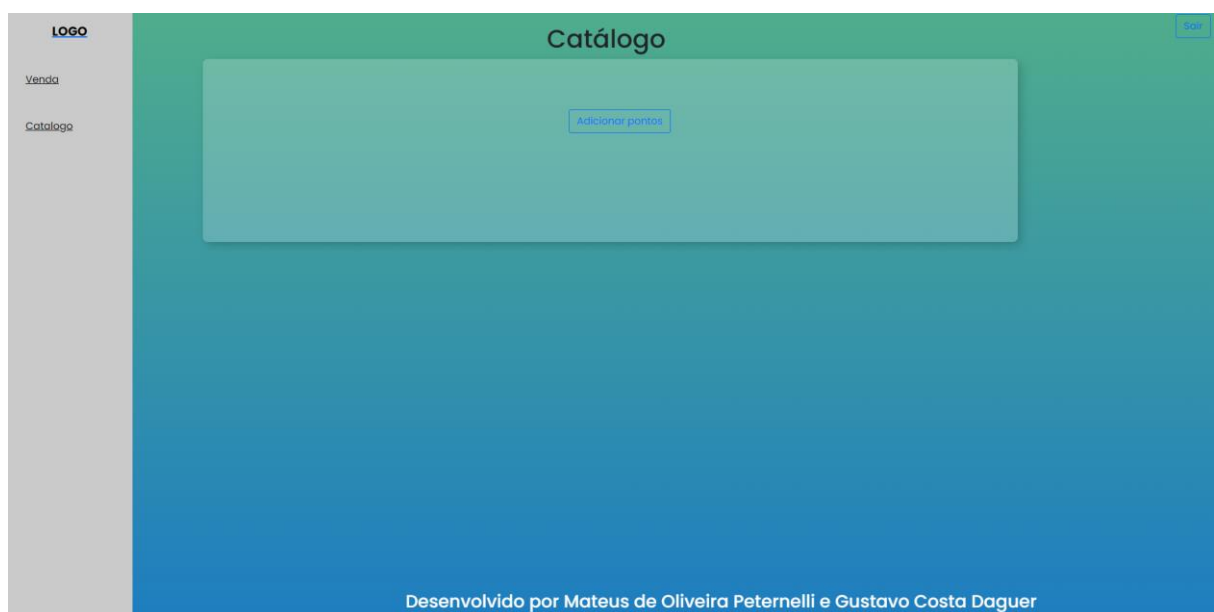 LOGO
Catálogo
Sair
Venda
Catalogo
Adicionar pontos
Desenvolvido por Mateus de Oliveira Peternelli e Gustavo Costa Daguer